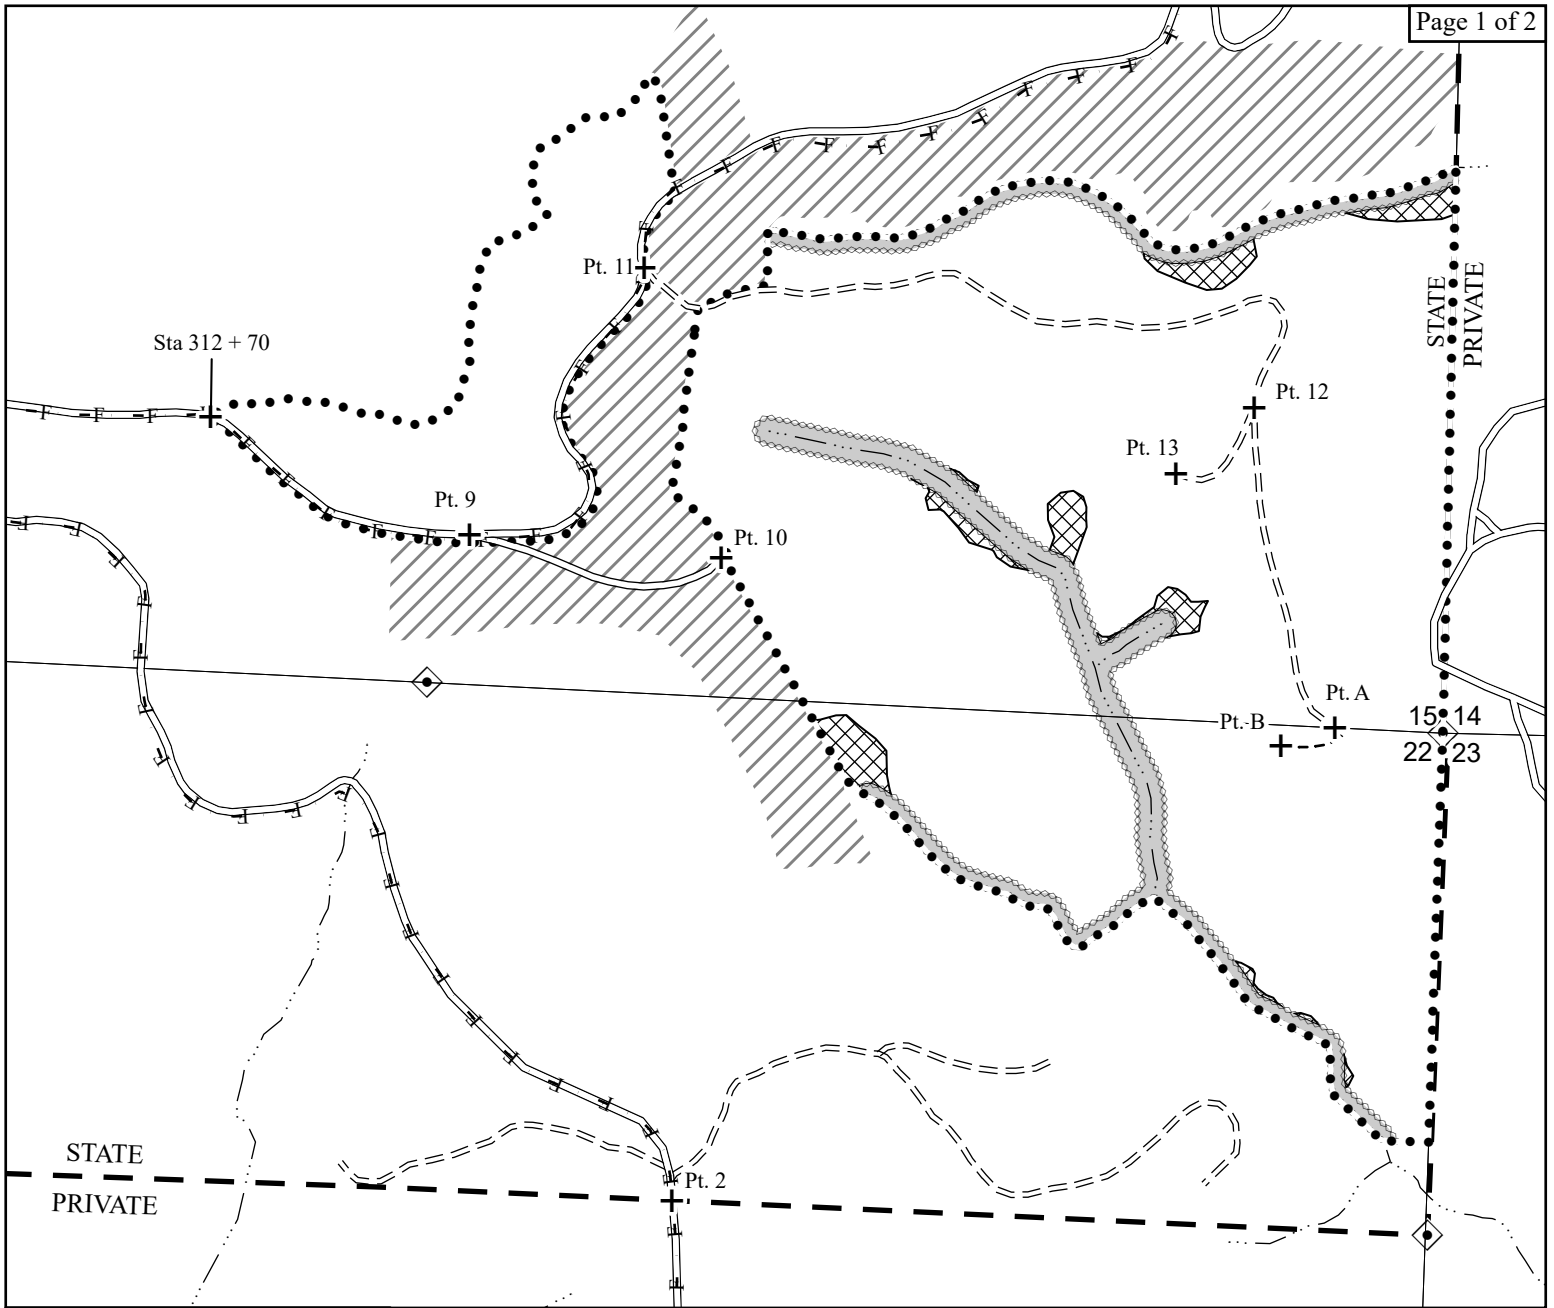 Page 1 of 2
Pt. 11
STATE
PRIVATE
Sta 312 + 70
Pt. 12
Pt. 13
Pt. 9
Pt. 10
Pt. A
Pt. B
15 14
22 23
STATE
PRIVATE
Pt. 2